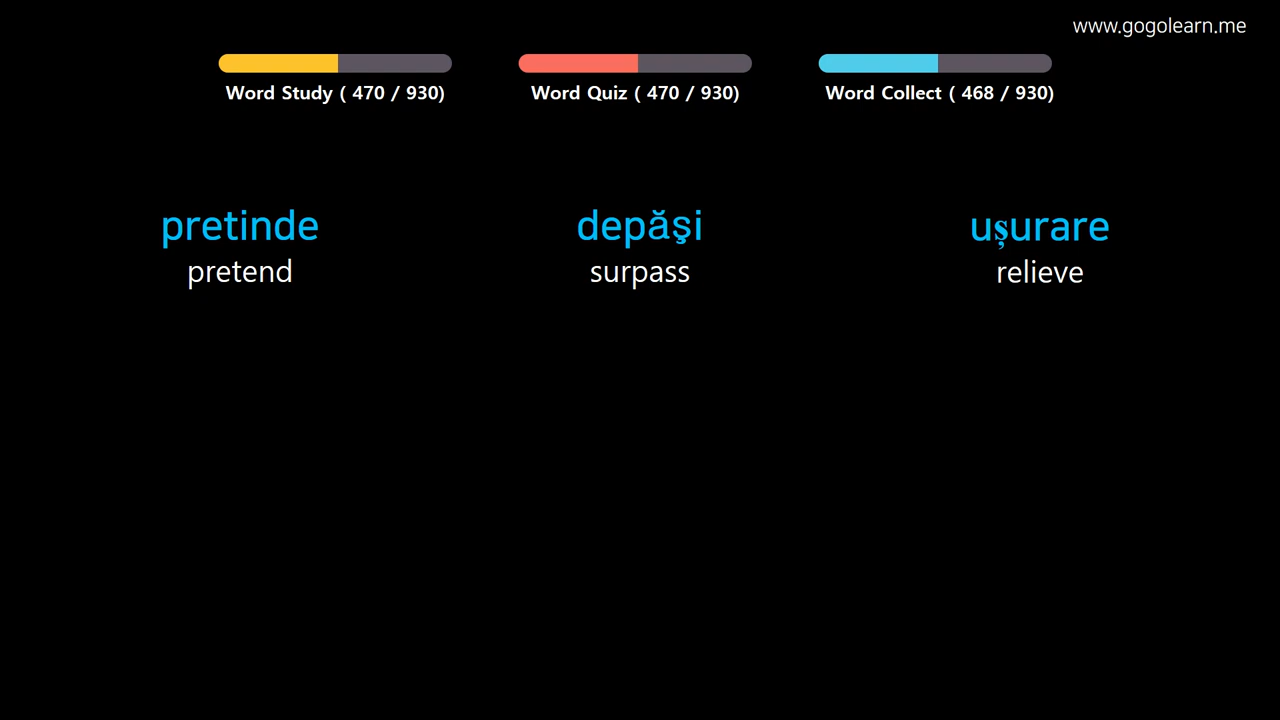 www.gogolearn.me
Word Study ( 470 / 930)
Word Quiz ( 470 / 930)
Word Collect ( 468 / 930)
pretinde
pretend
depăşi
surpass
ușurare
relieve